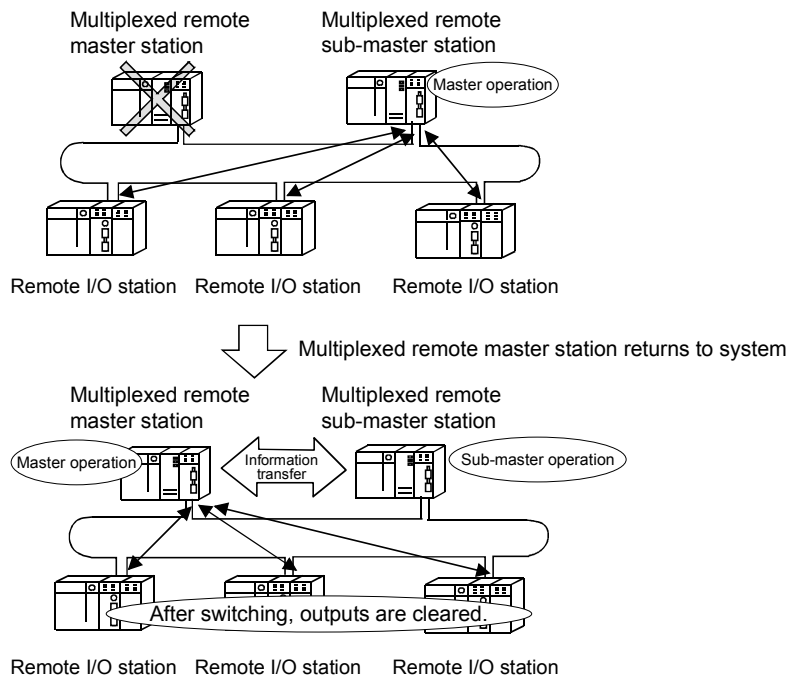 Multiplexed remote
master station
Multiplexed remote
sub-master station
Master operation
Remote I/O station
Remote I/O station
Remote I/O station
Multiplexed remote master station returns to system
Multiplexed remote
master station
Multiplexed remote
sub-master station
Master operation
Information
transfer
Sub-master operation
After switching, outputs are cleared.
Remote I/O station
Remote I/O station
Remote I/O station